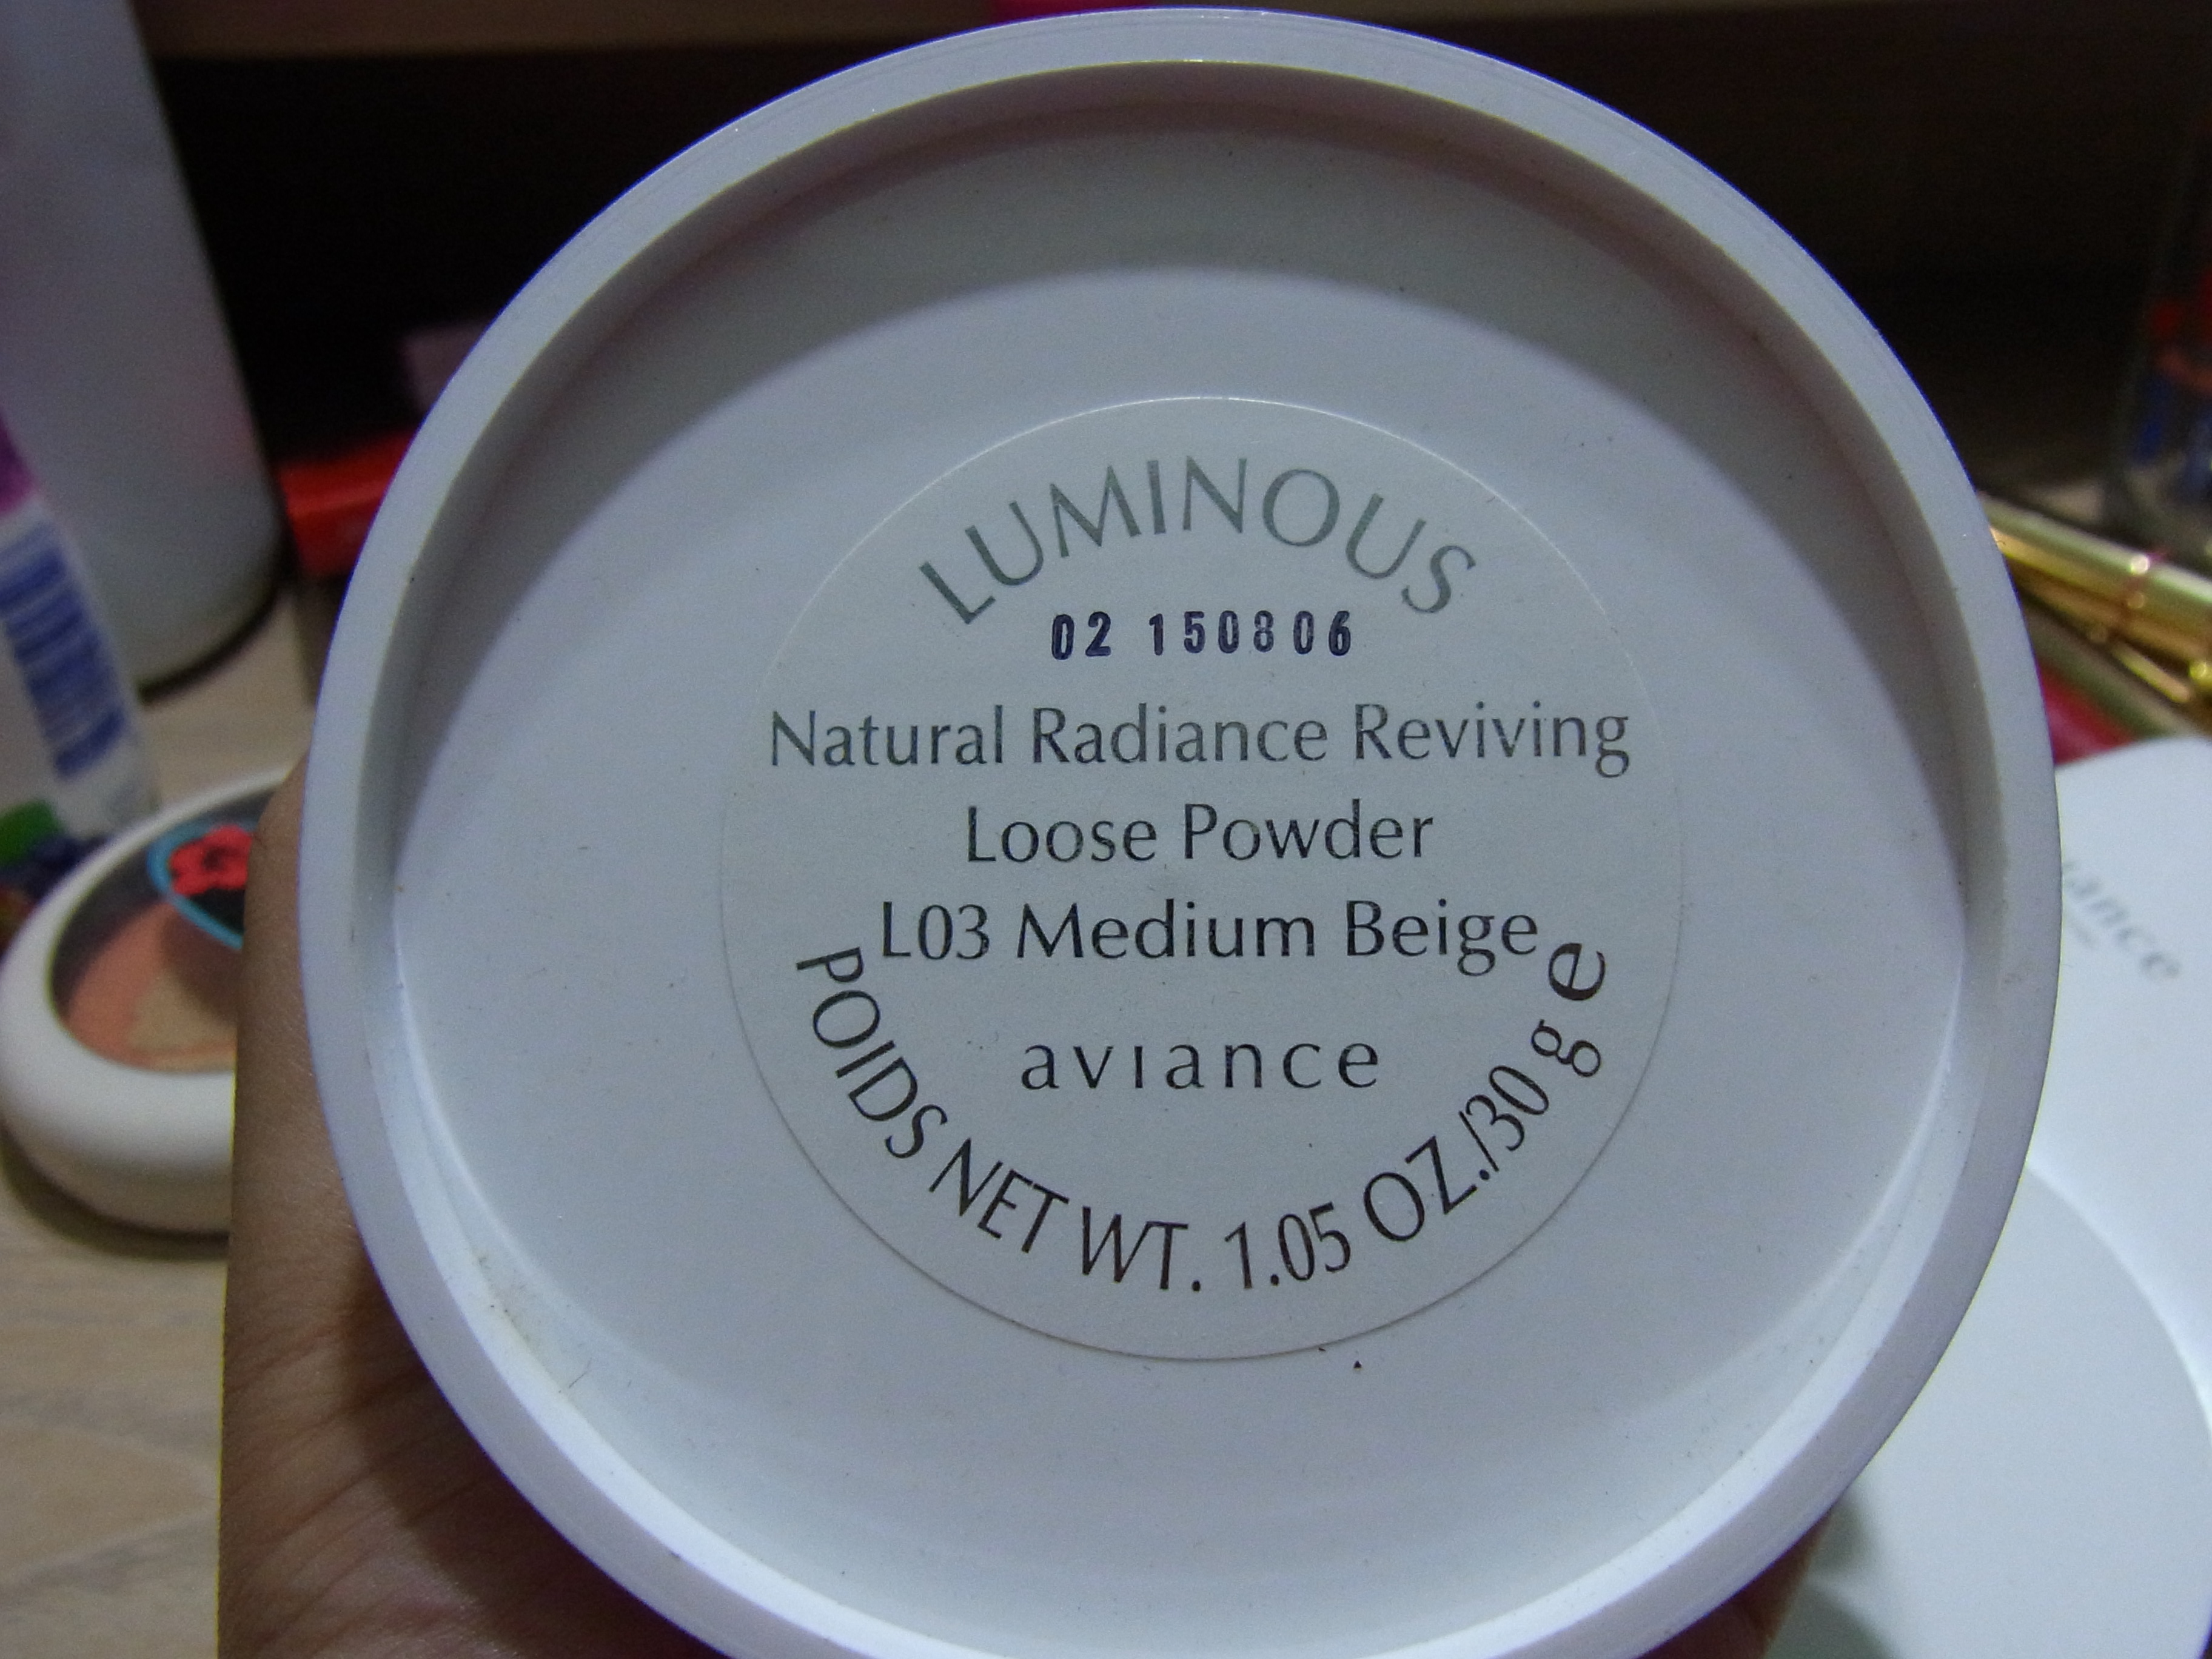 LUMINOUS
02 150806
Natural Radiance Reviving
Loose Powder
L03 Medium Beige
aviance
POIDS NET WT. 1.05 OZ./30 g e